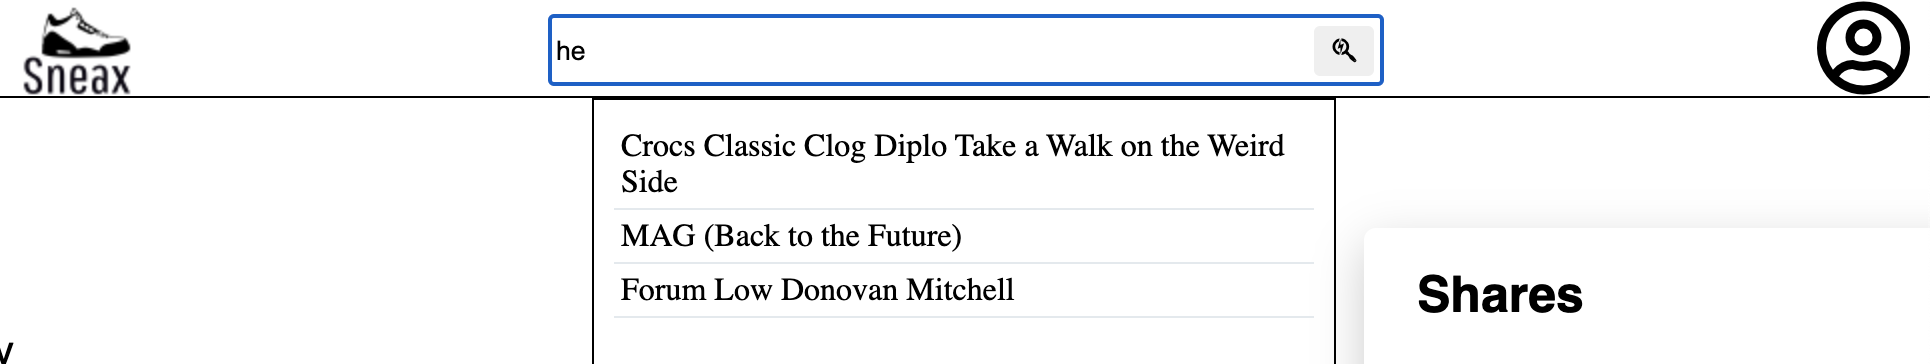 Sneax
he
Crocs Classic Clog Diplo Take a Walk on the Weird
Side
MAG (Back to the Future)
Forum Low Donovan Mitchell
Shares